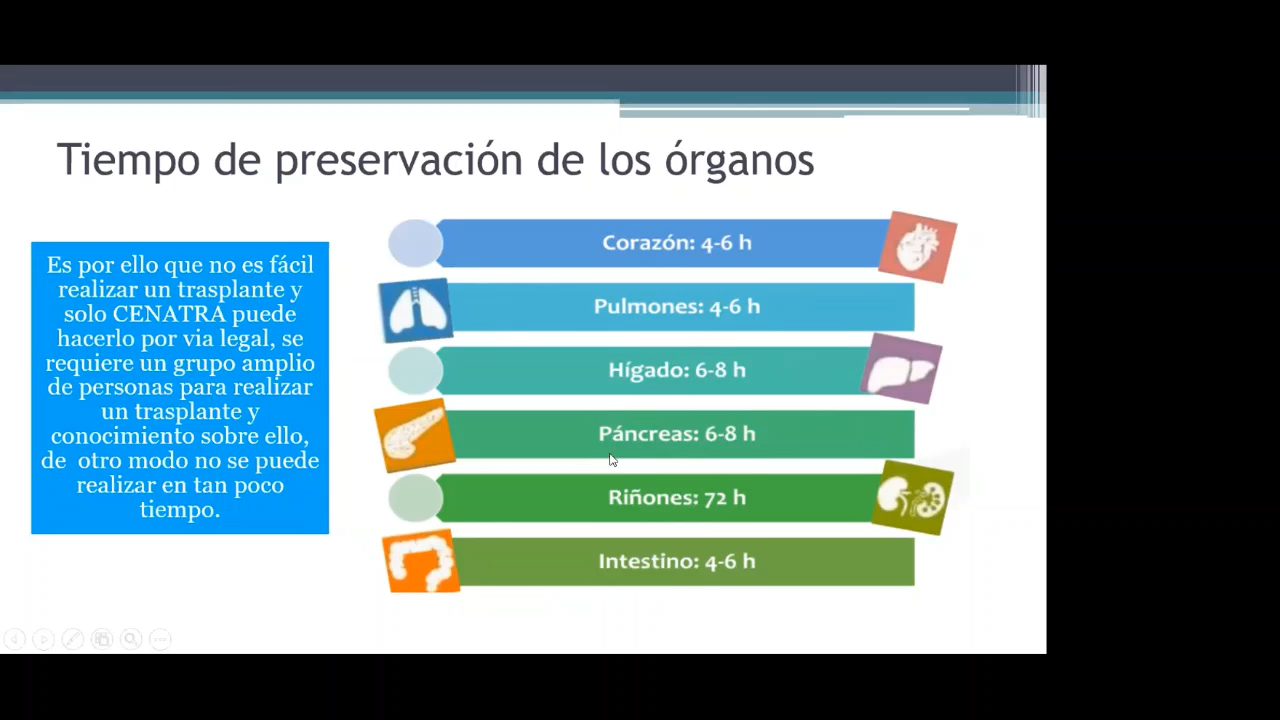 Tiempo de preservación de los órganos
Es por ello que no es fácil
realizar un trasplante y
solo CENATRA puede
hacerlo por via legal, se
requiere un grupo amplio
de personas para realizar
un trasplante y
conocimiento sobre ello,
de otro modo no se puede
realizar en tan poco
tiempo.
Corazón: 4-6 h
Pulmones: 4-6 h
Hígado: 6-8 h
Páncreas: 6-8 h
Riñones: 72 h
Intestino: 4-6 h